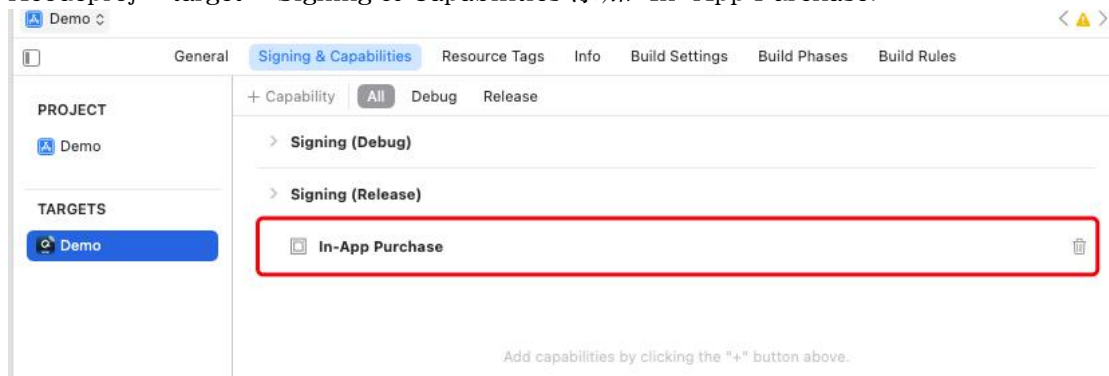 Demo
General Signing & Capabilities Resource Tags Info Build Settings Build Phases Build Rules
+ Capability All Debug Release
PROJECT
Demo
Signing (Debug)
Signing (Release)
TARGETS
Demo
In-App Purchase
Add capabilities by clicking the "+" button above.